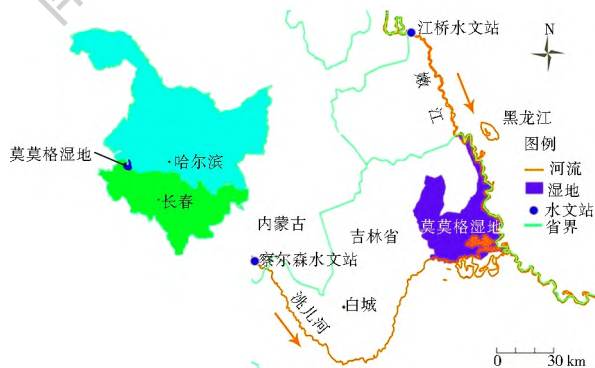 江桥水文站
N
嫩江
黑龙江
图例
河流
湿地
水文站
省界
莫莫格湿地
哈尔滨
长春
内蒙古
吉林省
莫莫格湿地
察尔森水文站
洮儿河
白城
0 30 km